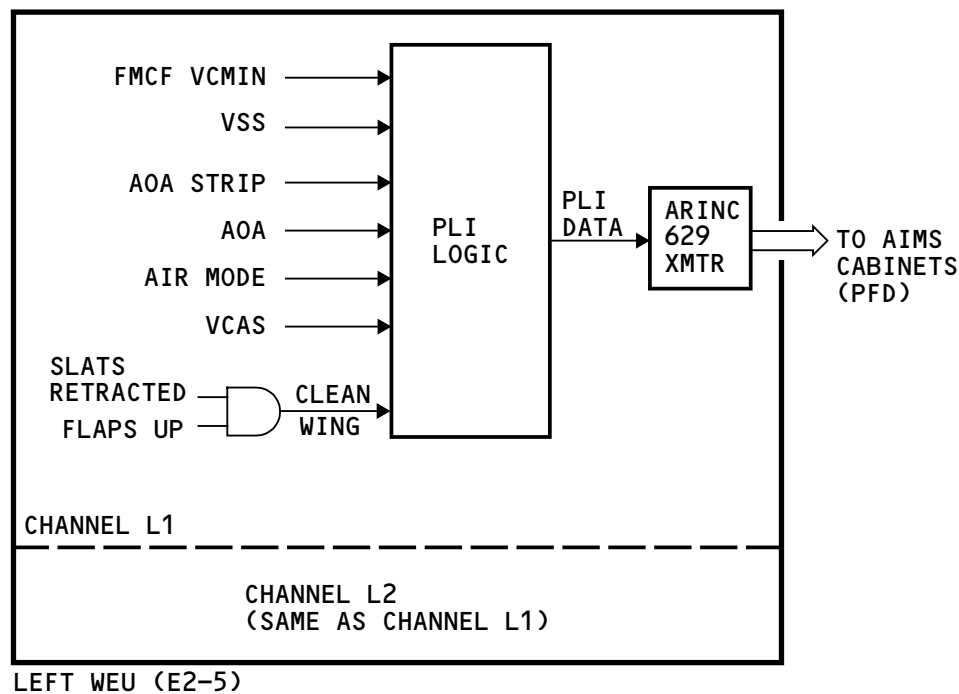 FMCF VCMIN
VSS
AOA STRIP
AOA
AIR MODE
VCAS
SLATS
RETRACTED
FLAPS UP
CLEAN
WING
PLI
LOGIC
PLI
DATA
ARINC
629
XMTR
TO AIMS
CABINETS
(PFD)
CHANNEL L1
CHANNEL L2
(SAME AS CHANNEL L1)
LEFT WEU (E2-5)